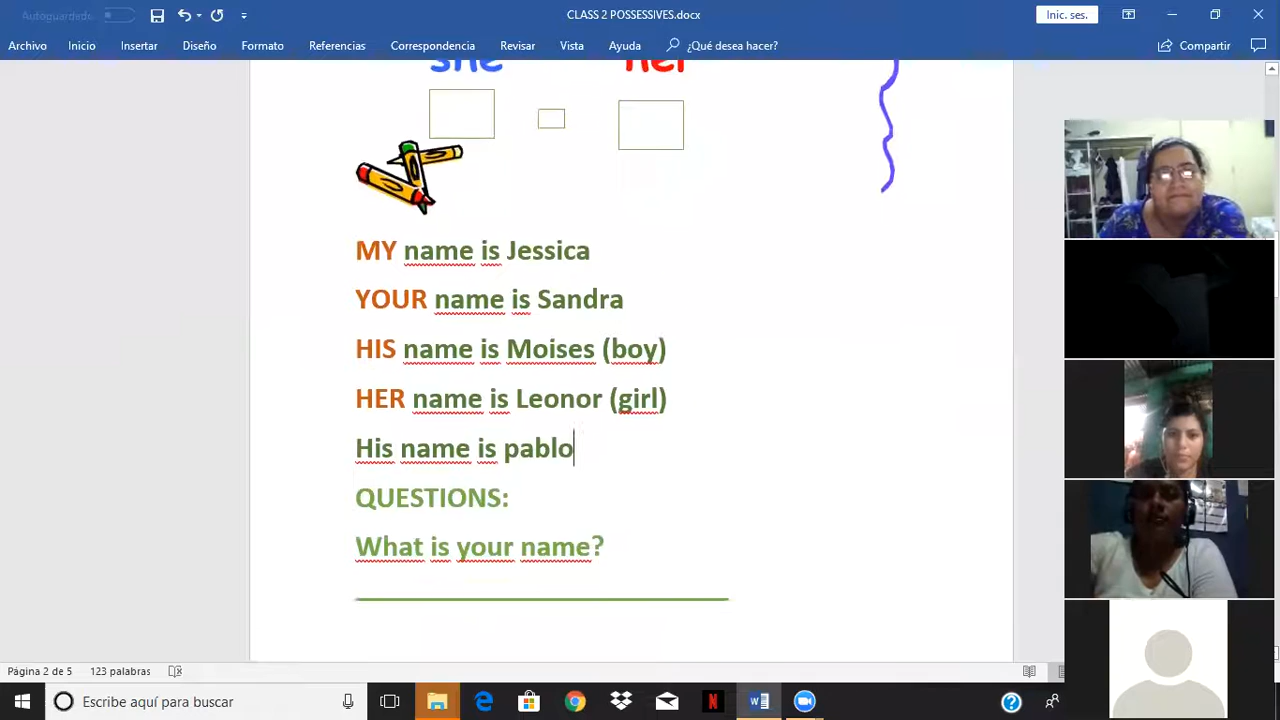 Autoguardado
CLASS 2 POSSESSIVES.docx
Inic. ses.
Archivo Inicio Insertar Diseño Formato Referencias Correspondencia Revisar Vista Ayuda ¿Qué desea hacer? Compartir
she her
MY name is Jessica
YOUR name is Sandra
HIS name is Moises (boy)
HER name is Leonor (girl)
His name is pablo
QUESTIONS:
What is your name?
Página 2 de 5 123 palabras
Escribe aquí para buscar